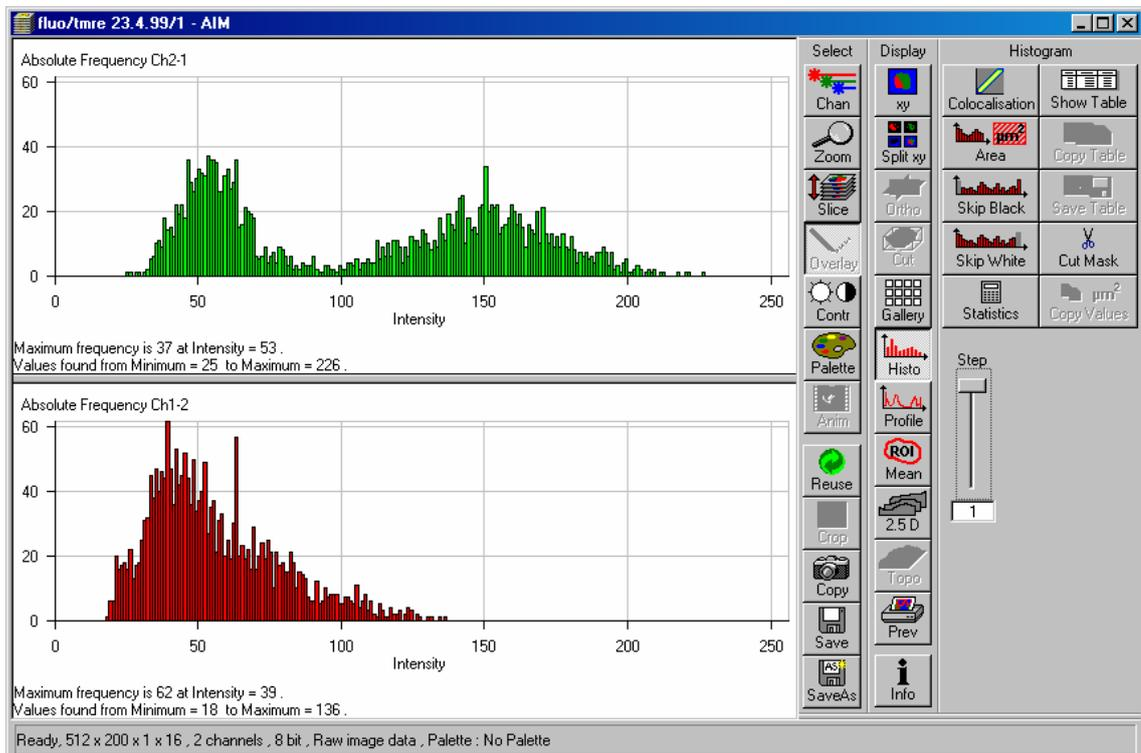 fluo/tmre 23.4.99/1 - AIM
Absolute Frequency Ch2-1
60
40
20
0
0 50 100 150 200 250
Intensity
Maximum frequency is 37 at Intensity = 53 .
Values found from Minimum = 25 to Maximum = 226 .
Absolute Frequency Ch1-2
60
40
20
0
0 50 100 150 200 250
Intensity
Maximum frequency is 62 at Intensity = 39 .
Values found from Minimum = 18 to Maximum = 136 .
Select
Chan
Zoom
Slice
Overlay
Contr
Palette
Anim
Reuse
Crop
Copy
Save
AS
SaveAs
Display
xy
Split xy
Ortho
Cut
Gallery
Histo
Profile
ROI
Mean
2.5 D
Topo
Prev
i
Info
Histogram
Colocalisation
Show Table
µm²
Area
Copy Table
Skip Black
Save Table
Skip White
Cut Mask
Statistics
µm²
Copy Values
Step
1
Ready, 512 x 200 x 1 x 16 , 2 channels , 8 bit , Raw image data , Palette : No Palette